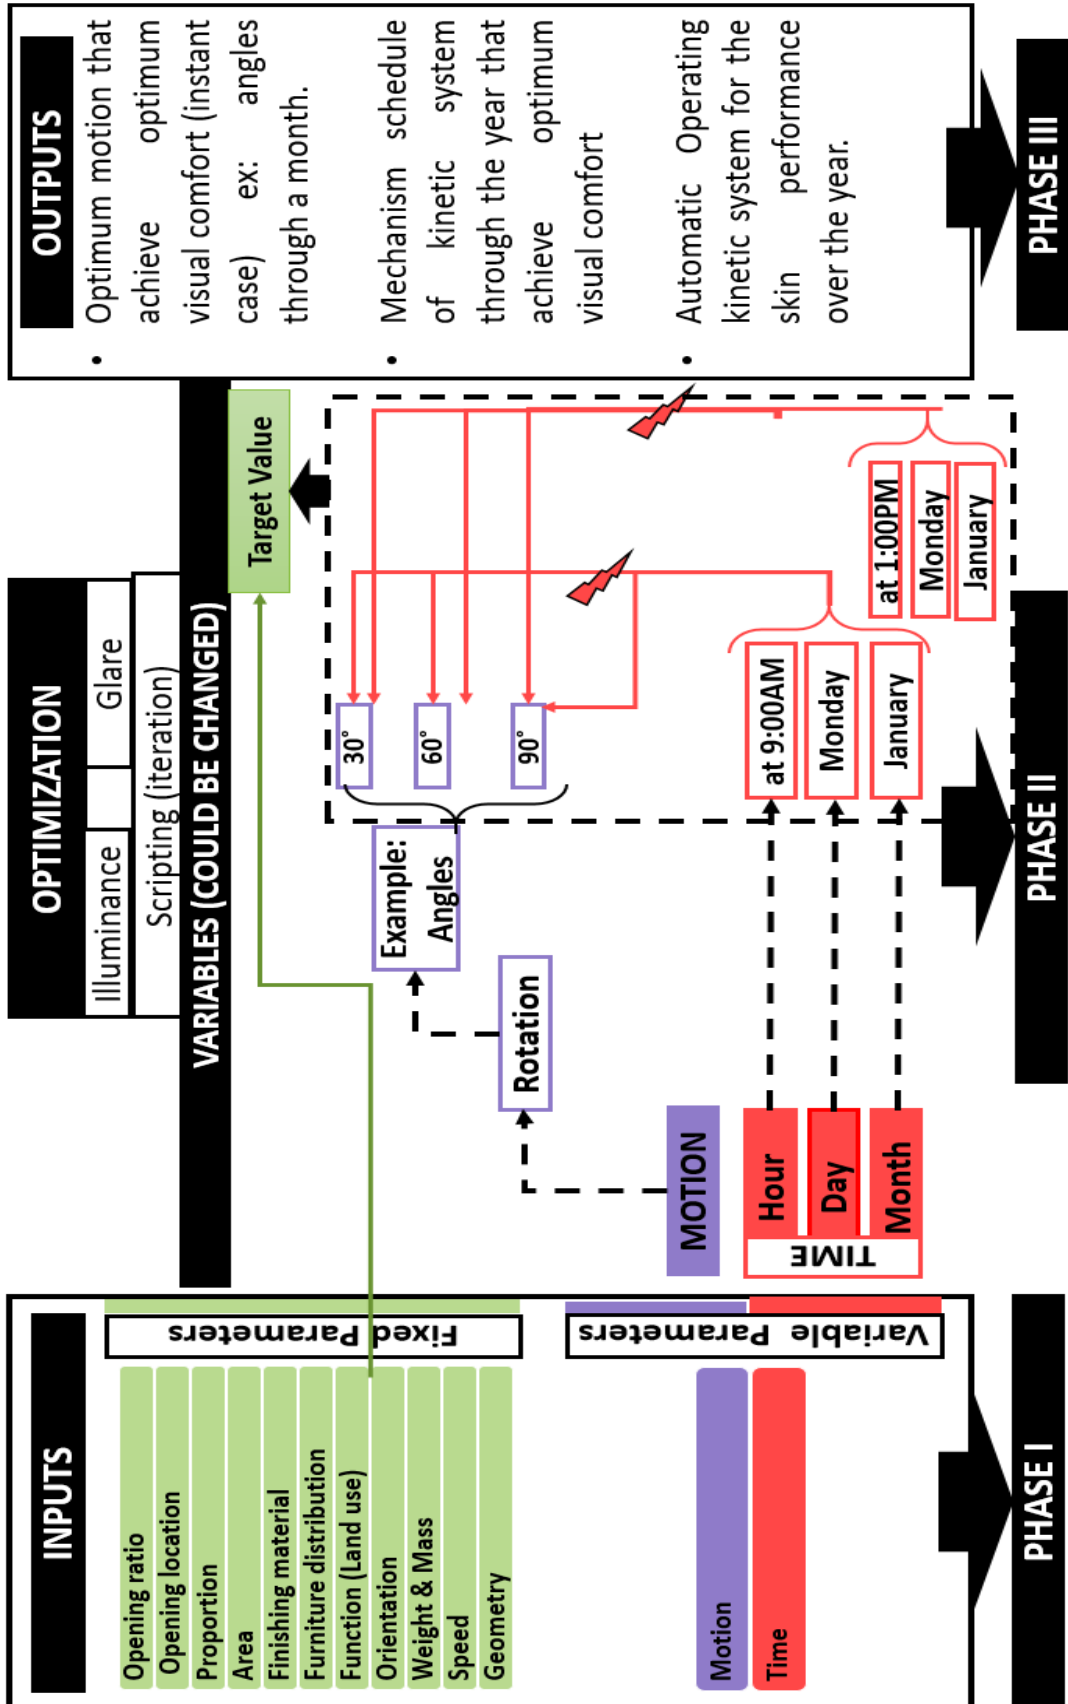 INPUTS
Opening ratio
Opening location
Proportion
Area
Finishing material
Furniture distribution
Function (Land use)
Orientation
Weight & Mass
Speed
Geometry
Fixed Parameters
Motion
Time
Variable Parameters
PHASE I
OPTIMIZATION
Illuminance
Glare
Scripting (iteration)
VARIABLES (COULD BE CHANGED)
Target Value
Example:
Angles
30°
60°
90°
Rotation
MOTION
TIME
Hour
Day
Month
at 9:00AM
Monday
January
at 1:00PM
Monday
January
PHASE II
OUTPUTS
• Optimum motion that
achieve optimum
visual comfort (instant
case) ex: angles
through a month.
• Mechanism schedule
of kinetic system
through the year that
achieve optimum
visual comfort
• Automatic Operating
kinetic system for the
skin performance
over the year.
PHASE III